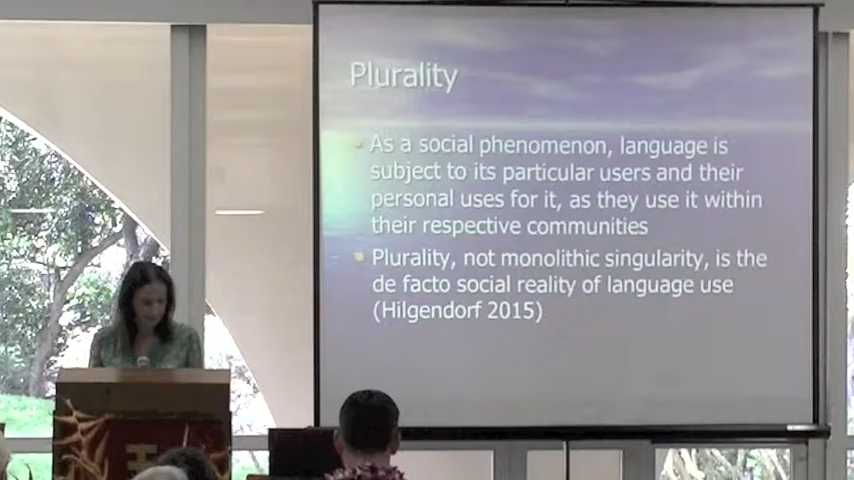 Plurality
As a social phenomenon, language is
subject to its particular users and their
personal uses for it, as they use it within
their respective communities
Plurality, not monolithic singularity, is the
de facto social reality of language use
(Hilgendorf 2015)